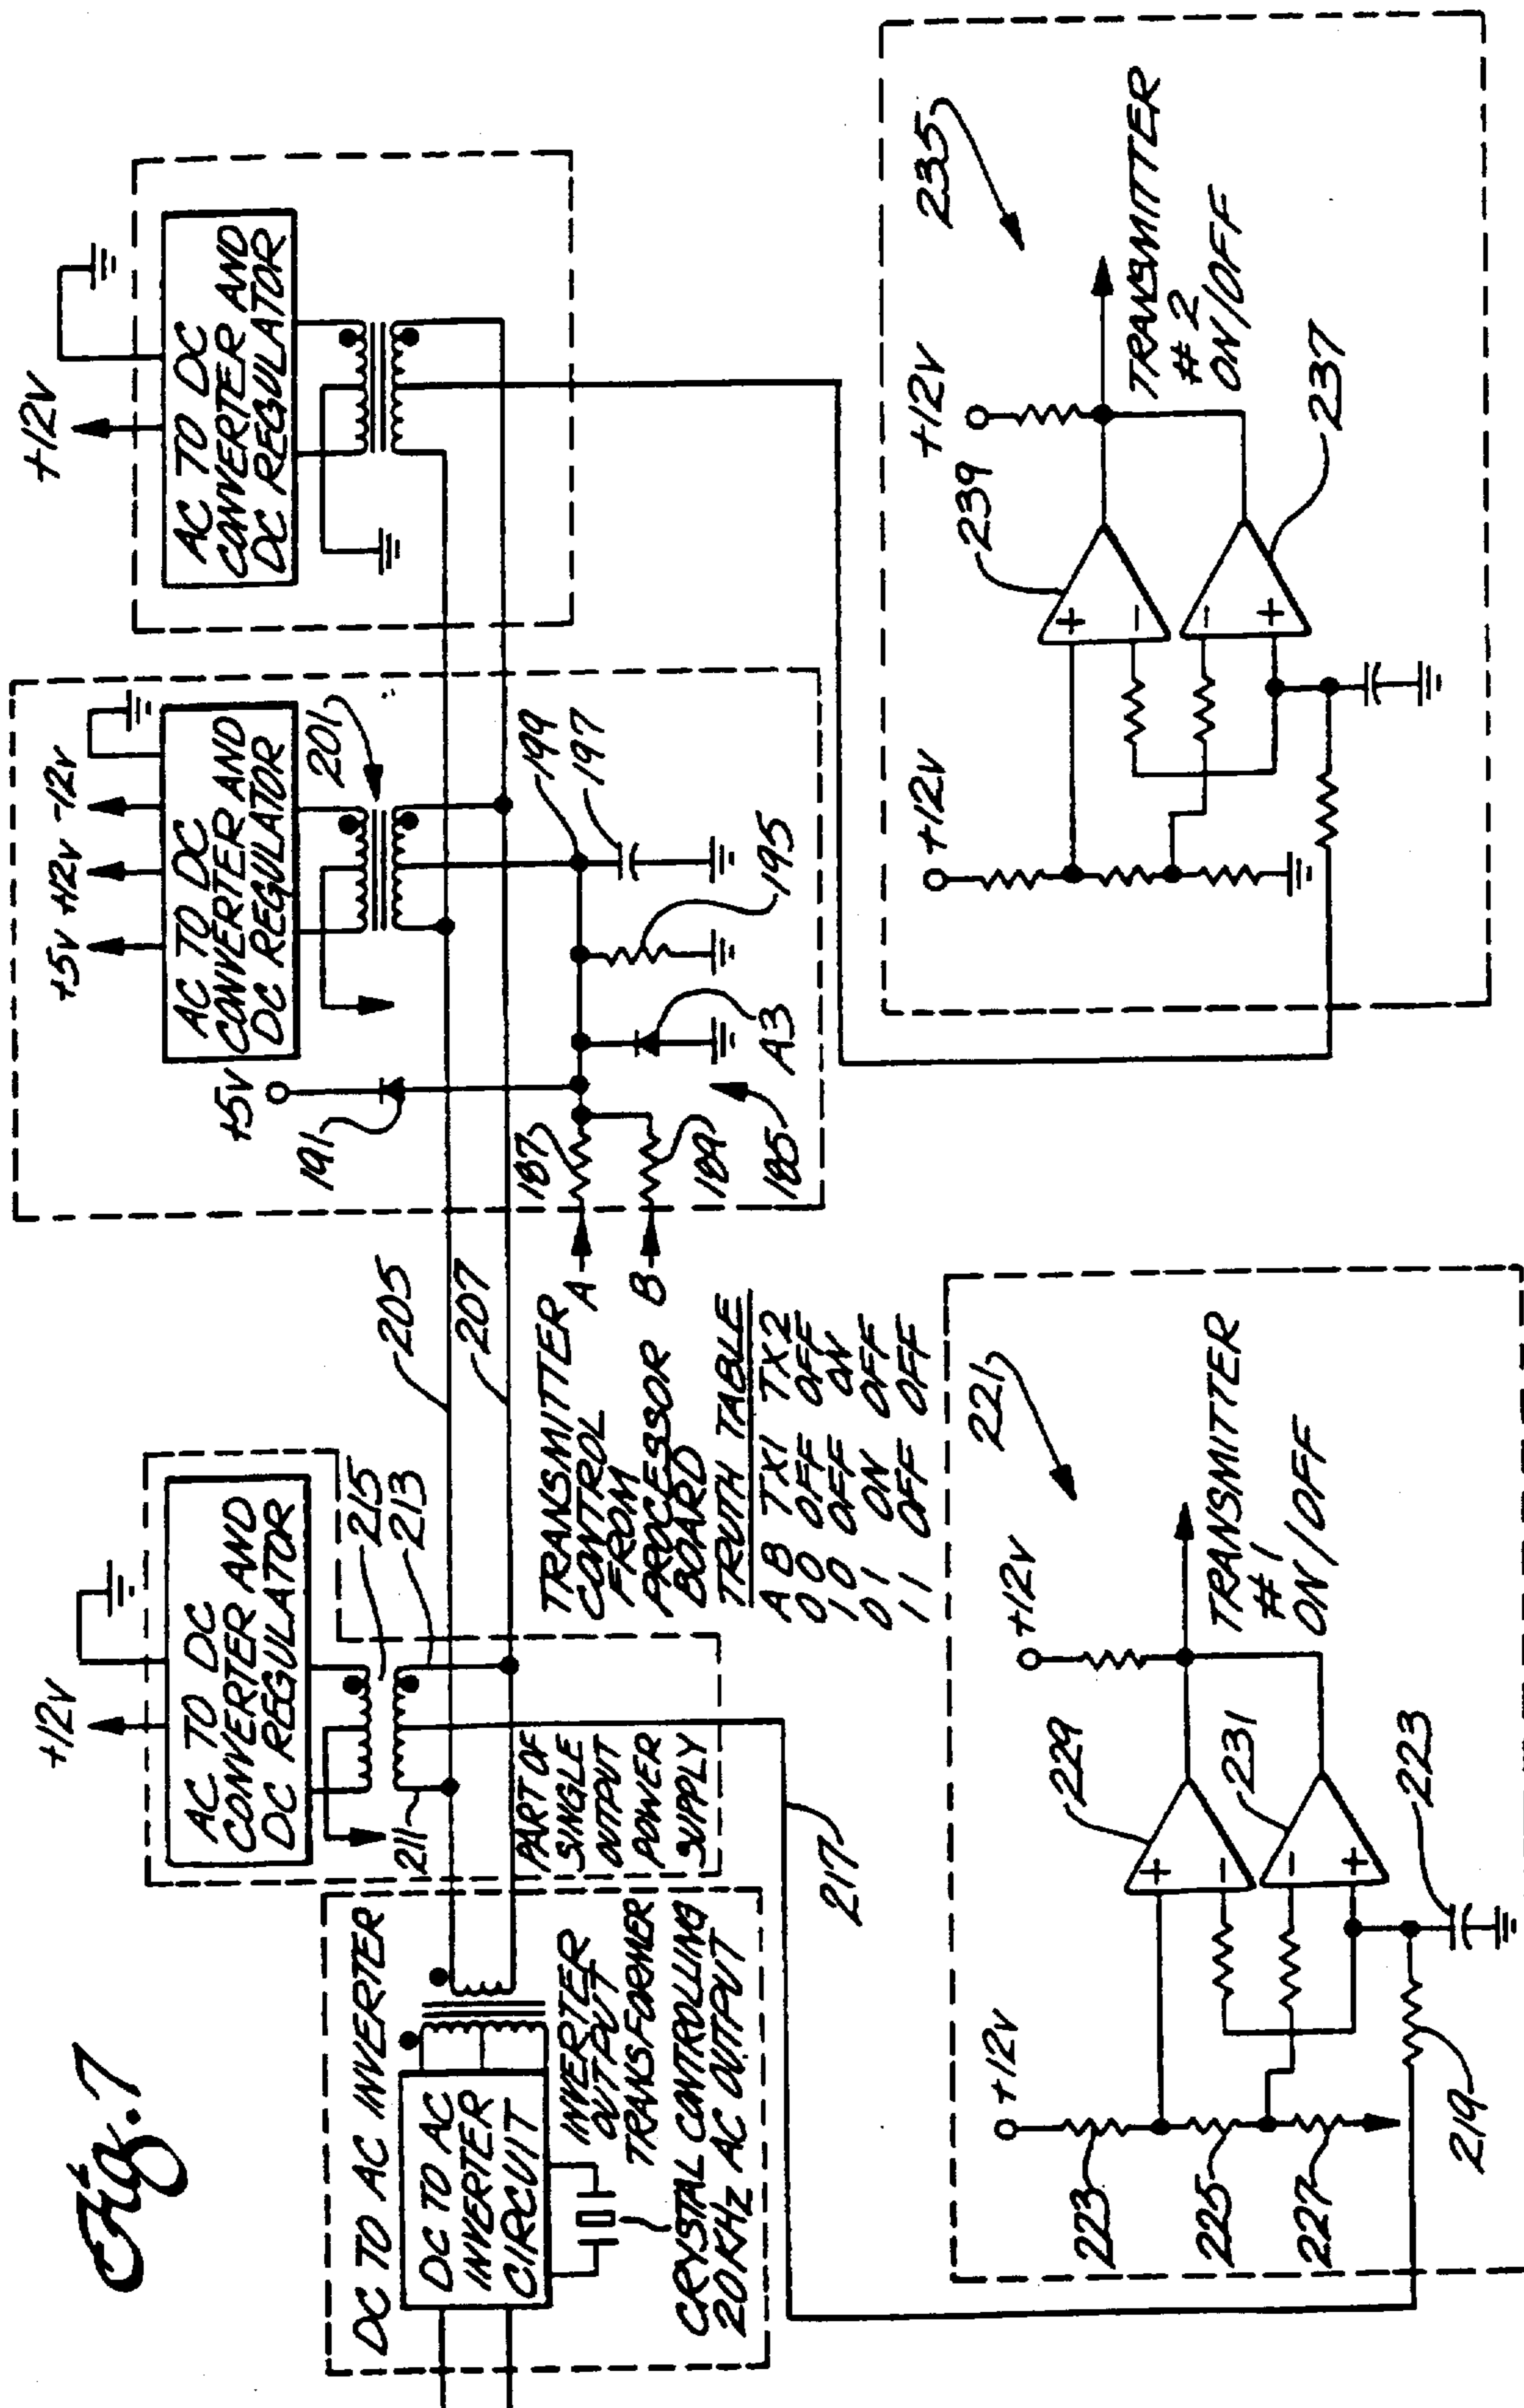 Fig. 7
DC TO AC INVERTER
DC TO AC
INVERTER
CIRCUIT
INVERTER
OUTPUT
TRANSFORMER
CRYSTAL CONTROLLING
20KHz AC OUTPUT
+12V
AC TO DC
CONVERTER AND
DC REGULATOR
215
213
211
PART OF
SINGLE
OUTPUT
POWER
SUPPLY
217
205
207
+5V +12V -12V
AC TO DC
CONVERTER AND
DC REGULATOR
201
+5V
191
187
189
185
A3
195
197
199
TRANSMITTER
CONTROL
FROM
PROCESSOR
BOARD
A
B
TRUTH TABLE
A B TX1 TX2
0 0 OFF OFF
1 0 OFF ON
0 1 ON OFF
1 1 OFF OFF
+12V
AC TO DC
CONVERTER AND
DC REGULATOR
+12V
+12V
223
225
227
219
229
231
223
221
+
-
-
+
TRANSMITTER
#1
ON/OFF
+12V
+12V
239
237
235
+
-
-
+
TRANSMITTER
#2
ON/OFF